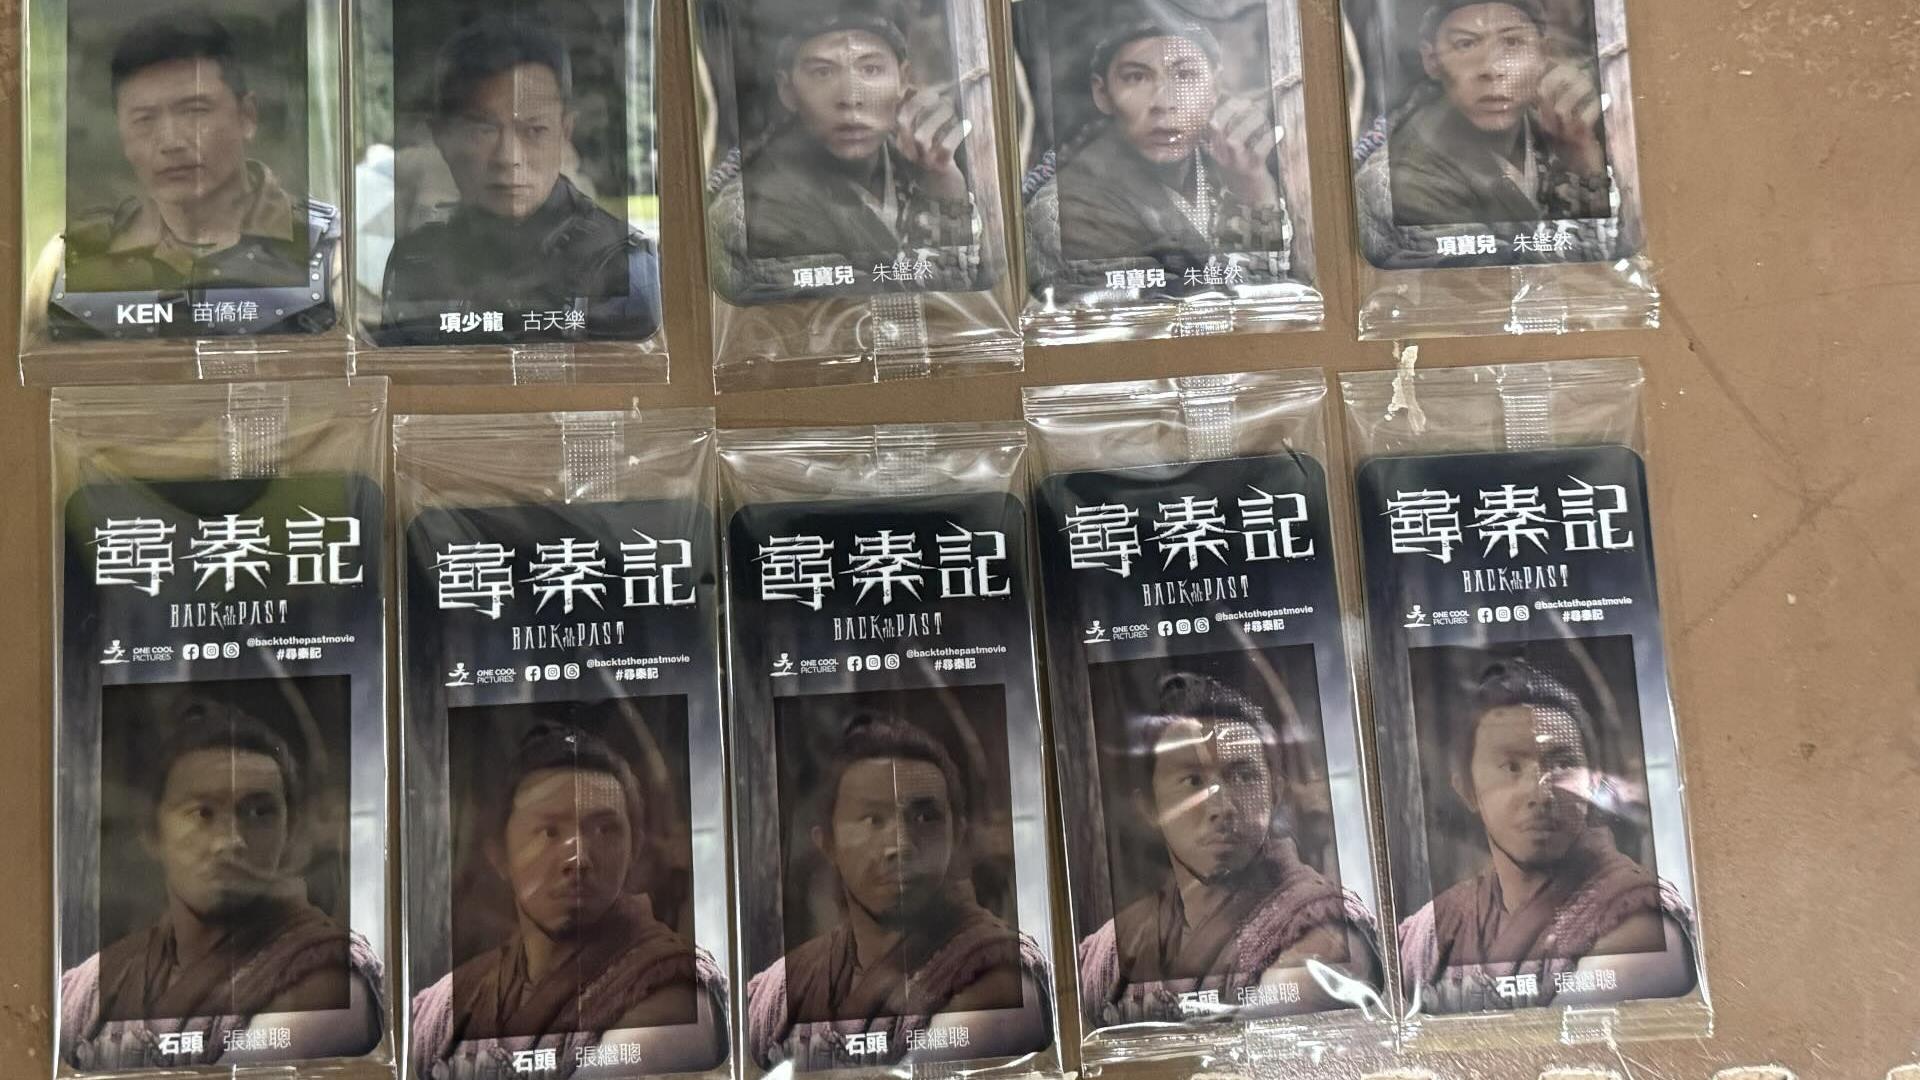 KEN 苗僑偉
項少龍 古天樂
項寶兒 朱鑑然
項寶兒 朱鑑然
項寶兒 朱鑑然
尋秦記
BACK TO THE PAST
ONE COOL PICTURES
@backtothepastmovie
#尋秦記
石頭 張繼聰
尋秦記
BACK TO THE PAST
ONE COOL PICTURES
@backtothepastmovie
#尋秦記
石頭 張繼聰
尋秦記
BACK TO THE PAST
ONE COOL PICTURES
@backtothepastmovie
#尋秦記
石頭 張繼聰
尋秦記
BACK TO THE PAST
ONE COOL PICTURES
@backtothepastmovie
#尋秦記
石頭 張繼聰
尋秦記
BACK TO THE PAST
ONE COOL PICTURES
@backtothepastmovie
#尋秦記
石頭 張繼聰